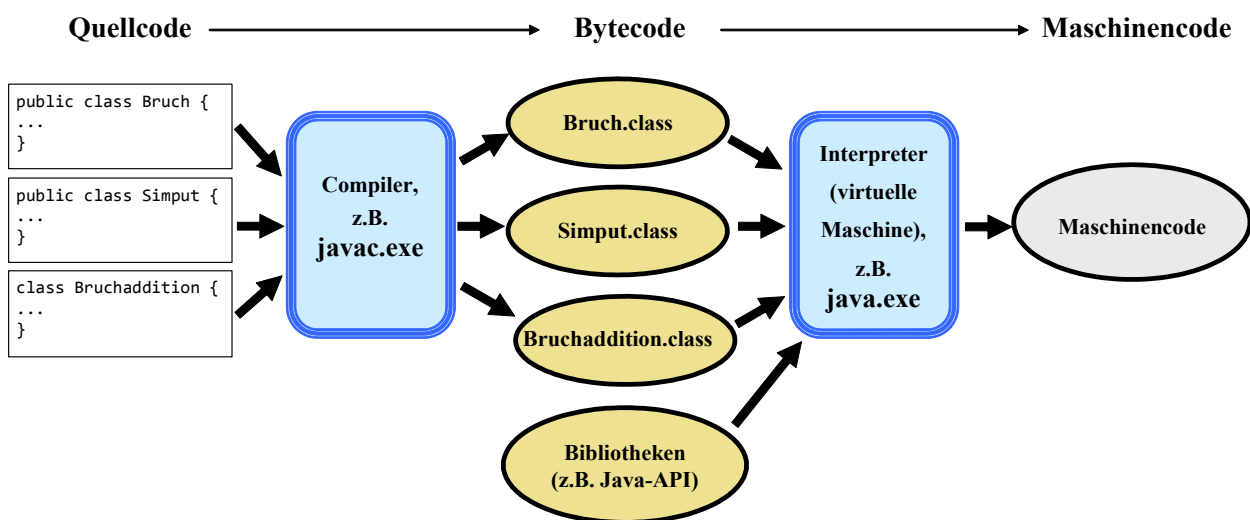 Quellcode
Bytecode
Maschinencode
public class Bruch {
...
}
public class Simput {
...
}
class Bruchaddition {
...
}
Compiler,
z.B.
javac.exe
Bruch.class
Simput.class
Bruchaddition.class
Bibliotheken
(z.B. Java-API)
Interpreter
(virtuelle
Maschine),
z.B.
java.exe
Maschinencode